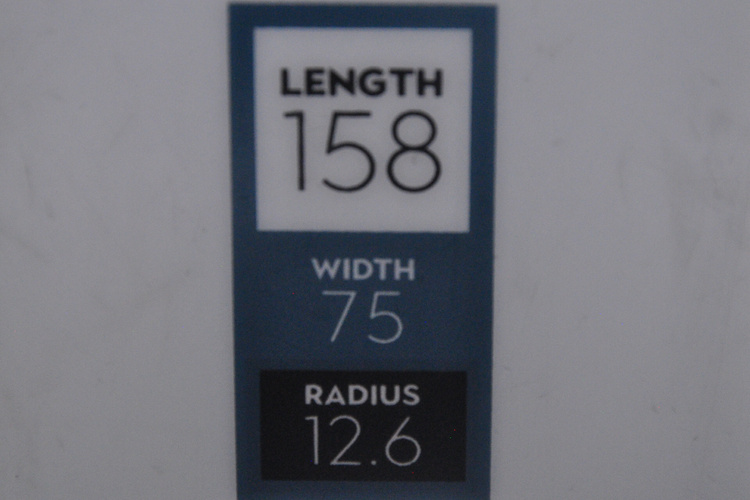 LENGTH
158
WIDTH
75
RADIUS
12.6